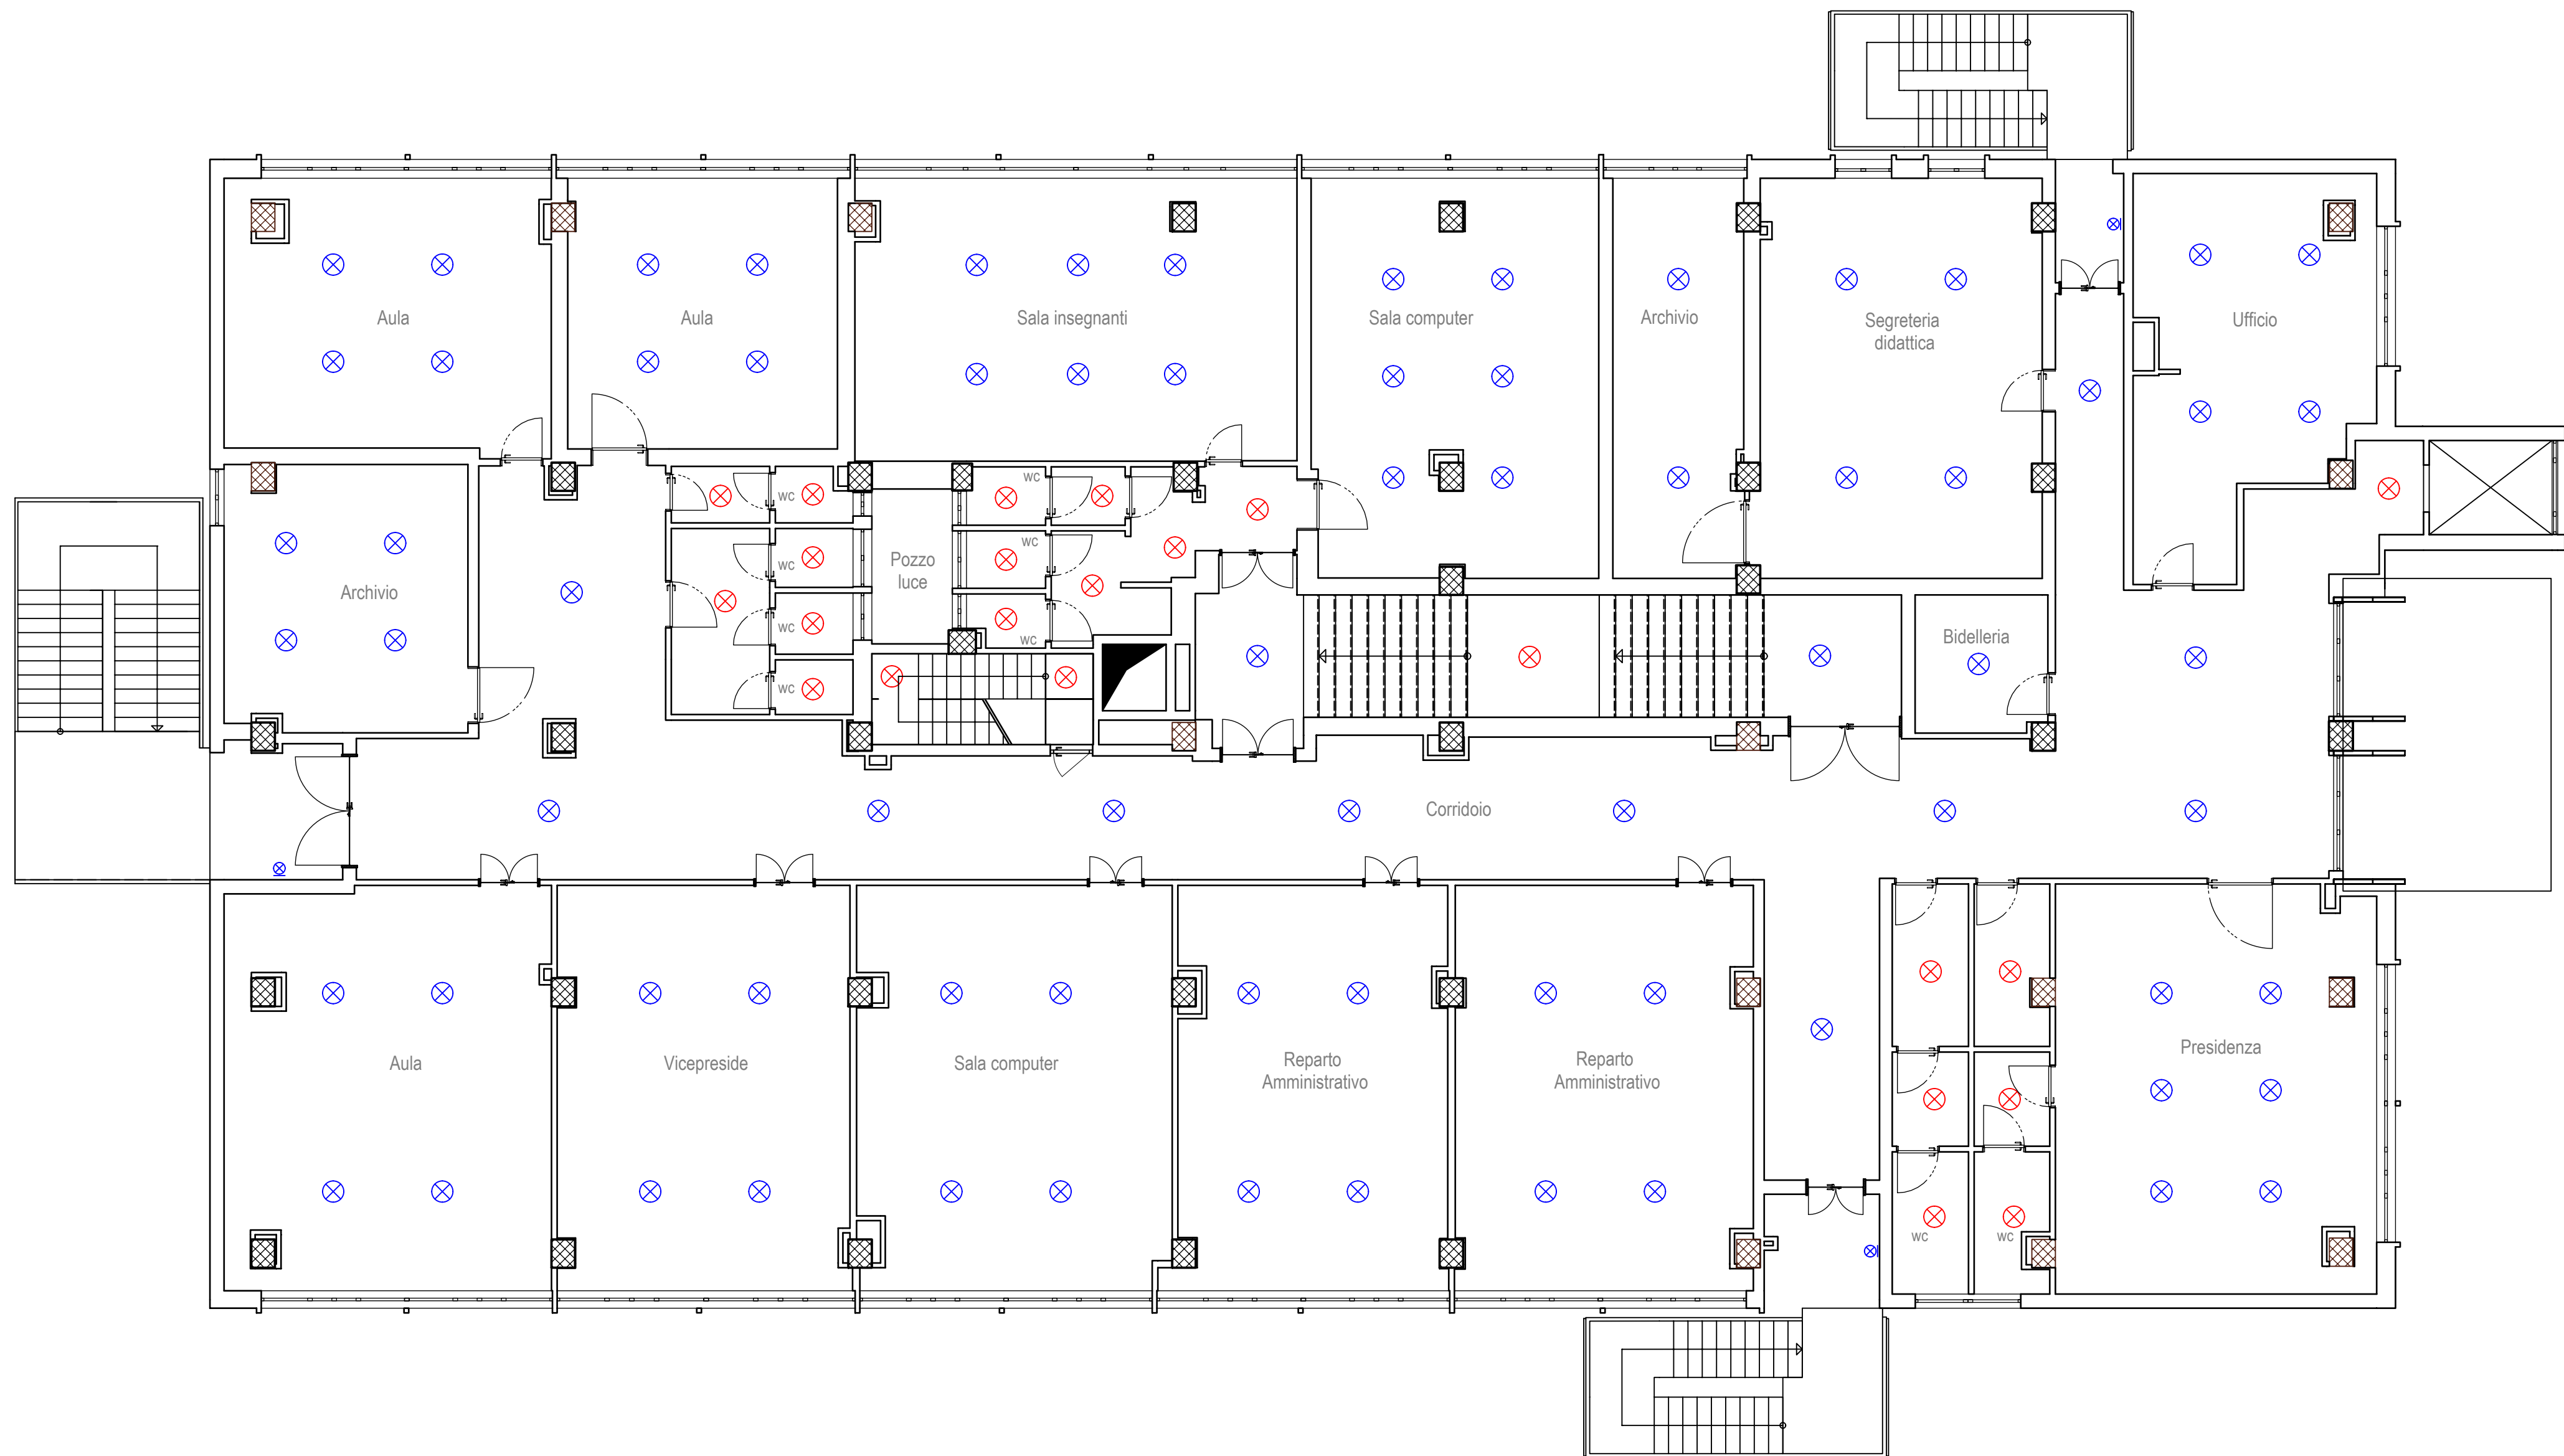 Aula
Aula
Sala insegnanti
Sala computer
Archivio
Segreteria
didattica
Ufficio
wc
wc
wc
wc
wc
wc
wc
Pozzo
luce
Archivio
Bidelleria
Corridoio
Aula
Vicepreside
Sala computer
Reparto
Amministrativo
Reparto
Amministrativo
Presidenza
wc
wc